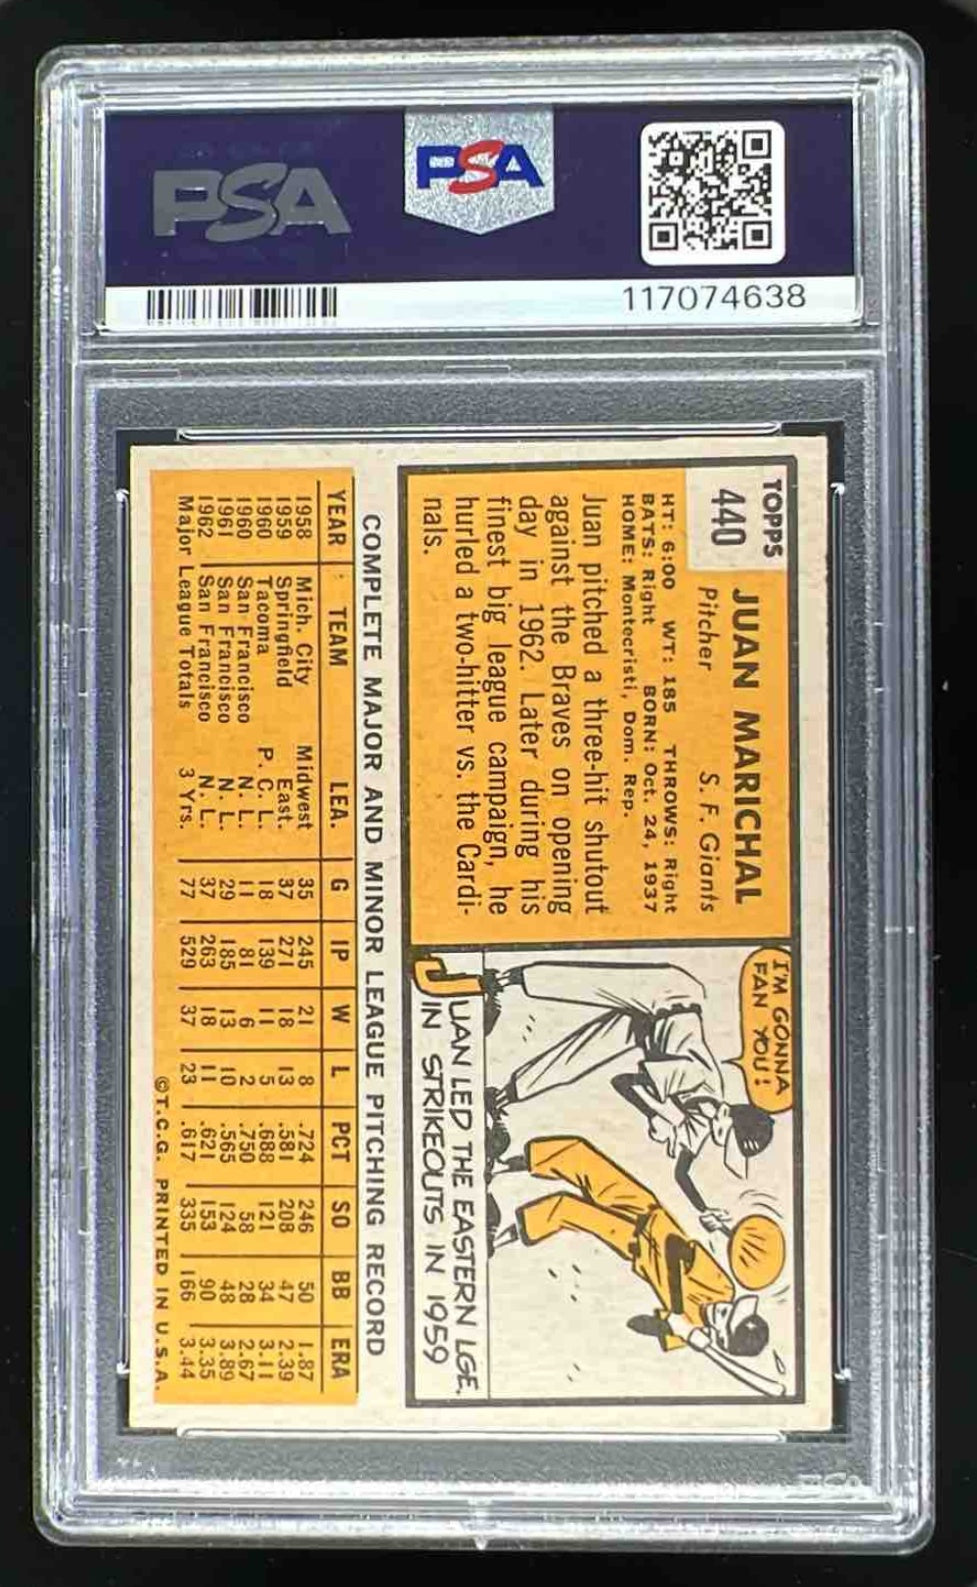 PSA
PSA
117074638
TOPPS
440
JUAN MARICHAL
Pitcher S. F. Giants
HT: 6:00 WT: 185 THROWS: Right
BATS: Right BORN: Oct. 24, 1937
HOME: Montecristi, Dom. Rep.
Juan pitched a three-hit shutout
against the Braves on opening
day in 1962. Later during his
finest big league campaign, he
hurled a two-hitter vs. the Cardi-
nals.
I'M GONNA
FAN YOU!
JUAN LED THE EASTERN LGE.
IN STRIKEOUTS IN 1959
COMPLETE MAJOR AND MINOR LEAGUE PITCHING RECORD
YEAR TEAM LEA. G IP W L PCT SO BB ERA
1958 Mich. City Midwest 35 245 21 8 .724 246 50 1.87
1959 Springfield East. 37 271 18 13 .581 208 47 2.39
1960 Tacoma P. C. L. 18 139 11 5 .688 121 34 3.11
1960 San Francisco N. L. 11 81 6 2 .750 58 28 2.67
1961 San Francisco N. L. 29 185 13 10 .565 124 48 3.89
1962 San Francisco N. L. 37 263 18 11 .621 153 90 3.35
Major League Totals 3 Yrs. 77 529 37 23 .617 335 166 3.44
©T.C.G. PRINTED IN U.S.A.